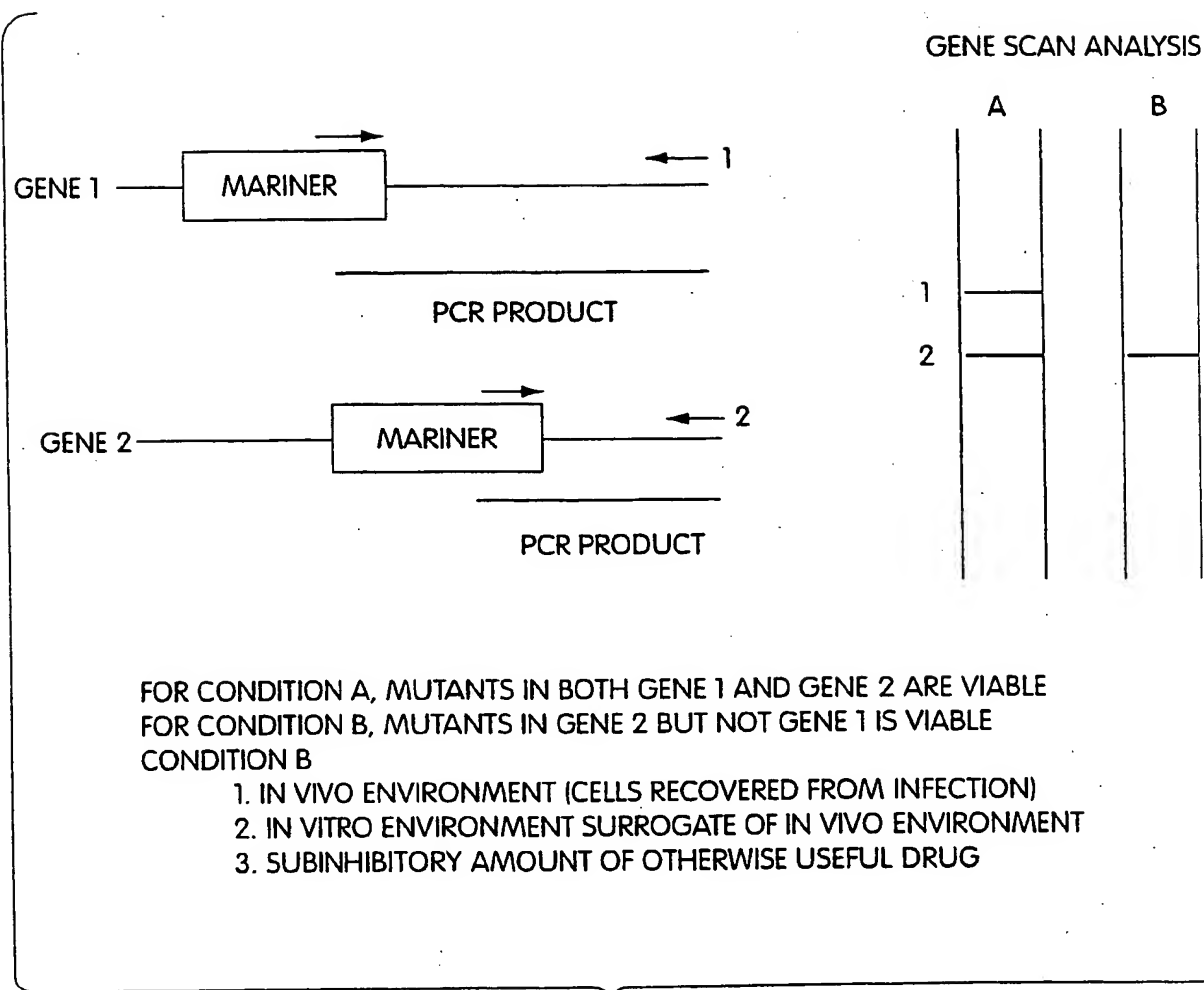 GENE SCAN ANALYSIS
A B
GENE 1
MARINER
1
PCR PRODUCT
1
2
GENE 2
MARINER
2
PCR PRODUCT
FOR CONDITION A, MUTANTS IN BOTH GENE 1 AND GENE 2 ARE VIABLE
FOR CONDITION B, MUTANTS IN GENE 2 BUT NOT GENE 1 IS VIABLE
CONDITION B
1. IN VIVO ENVIRONMENT (CELLS RECOVERED FROM INFECTION)
2. IN VITRO ENVIRONMENT SURROGATE OF IN VIVO ENVIRONMENT
3. SUBINHIBITORY AMOUNT OF OTHERWISE USEFUL DRUG